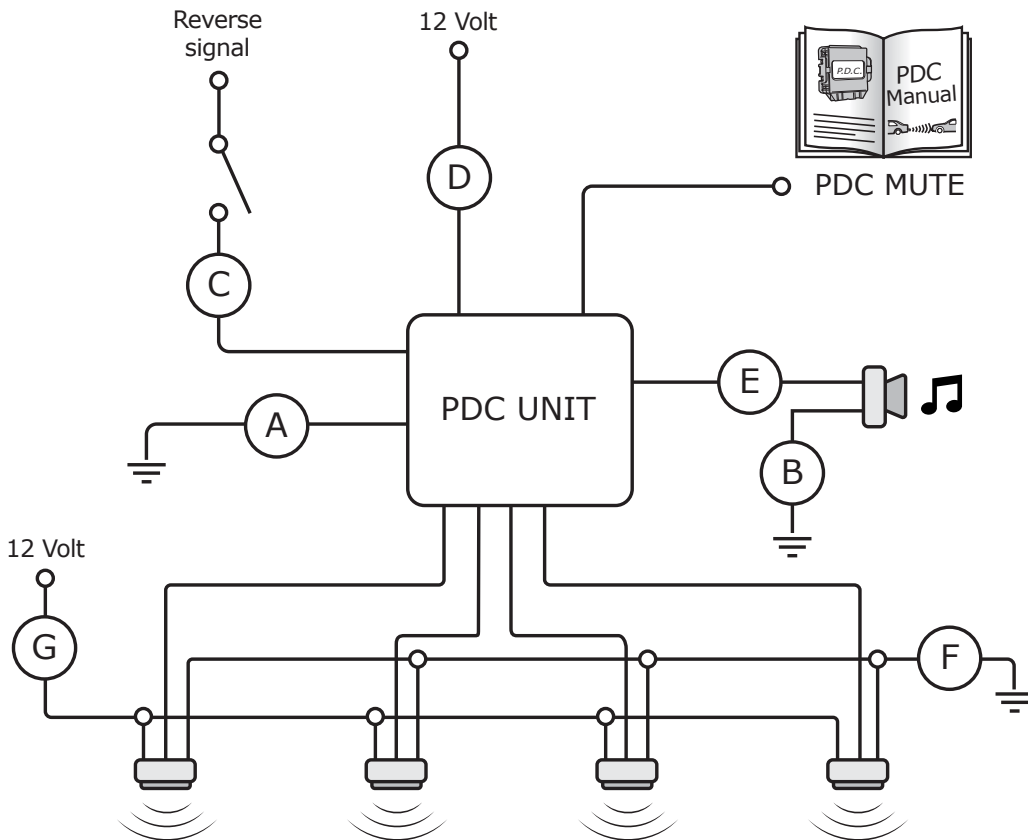 Reverse
signal
12 Volt
P.D.C.
PDC
Manual
PDC MUTE
D
C
E
PDC UNIT
A
B
12 Volt
G
F